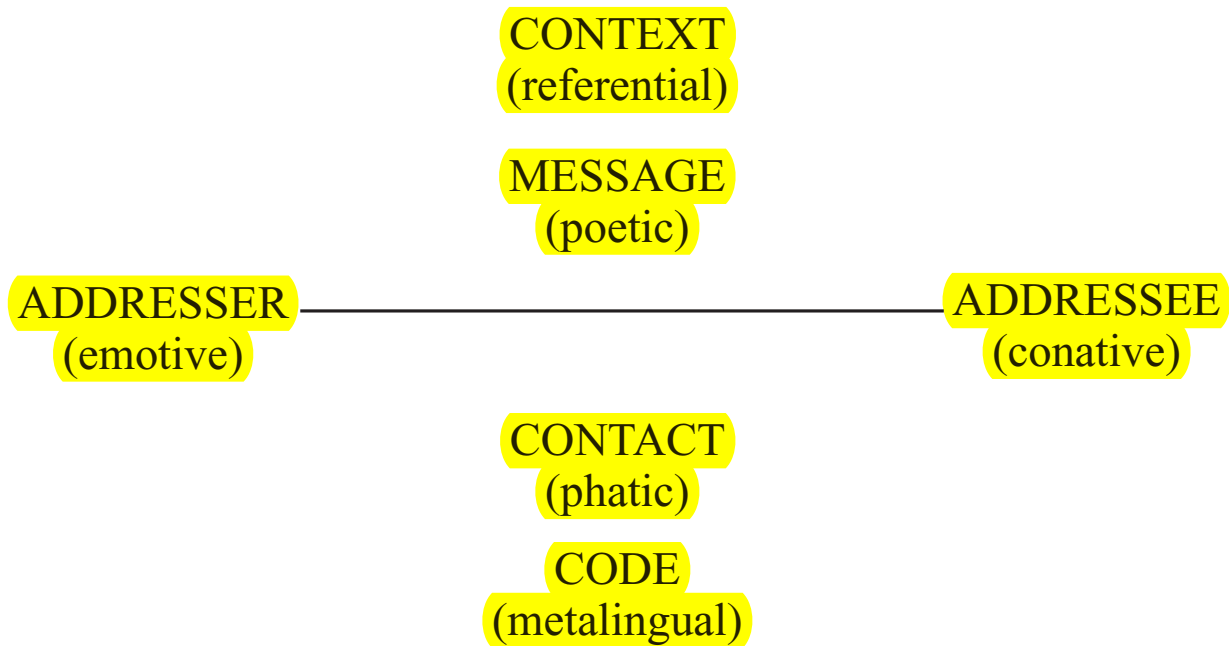 CONTEXT
(referential)
MESSAGE
(poetic)
ADDRESSER
(emotive)
ADDRESSEE
(conative)
CONTACT
(phatic)
CODE
(metalingual)